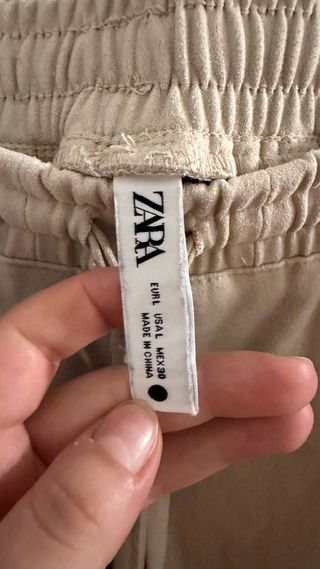 ZARA
EUR L USA L MEX 30
MADE IN CHINA